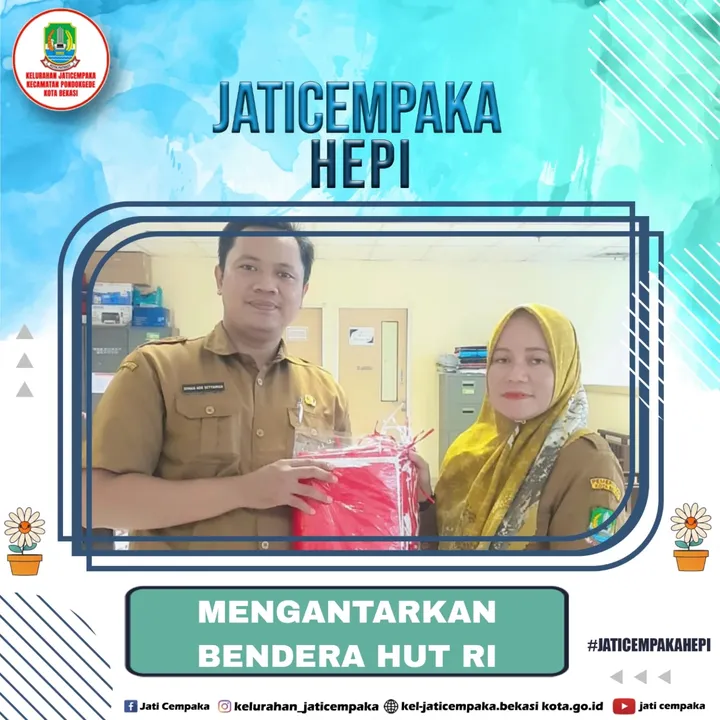 KELURAHAN JATICEMPAKA
KECAMATAN PONDOKGEDE
KOTA BEKASI
JATICEMPAKA
HEPI
MENGANTARKAN
BENDERA HUT RI
#JATICEMPAKAHEPI
Jati Cempaka kelurahan_jaticempaka kel-jaticempaka.bekasi kota.go.id jati cempaka